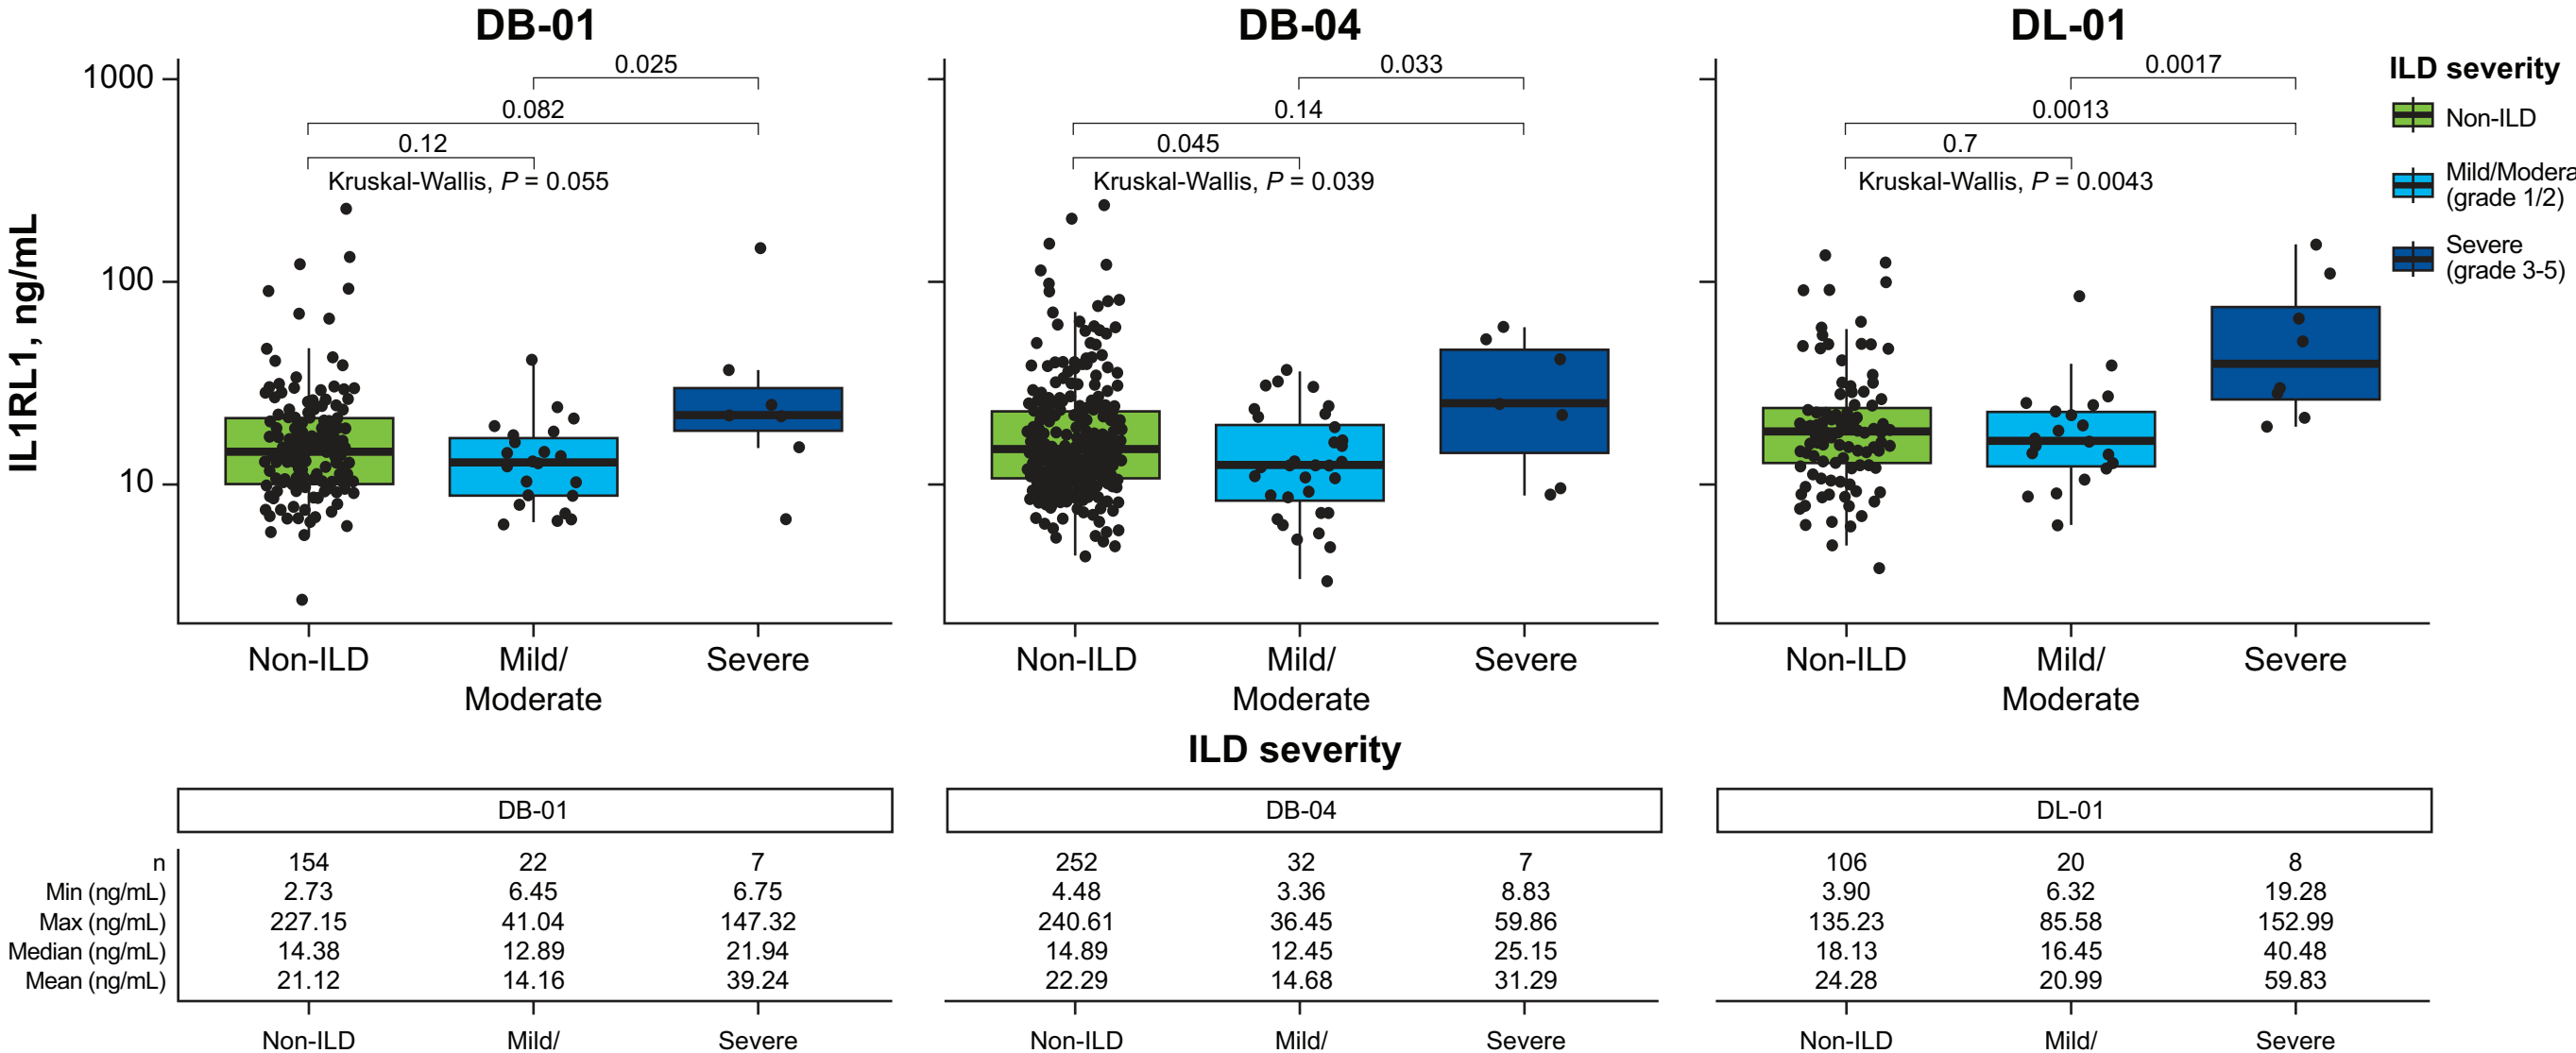 DB-01
DB-04
DL-01
IL1RL1, ng/mL
1000
100
10
0.025
0.082
0.12
Kruskal-Wallis, P = 0.055
0.033
0.14
0.045
Kruskal-Wallis, P = 0.039
0.0017
0.0013
0.7
Kruskal-Wallis, P = 0.0043
ILD severity
Non-ILD
Mild/Modera
(grade 1/2)
Severe
(grade 3-5)
Non-ILD Mild/ Severe Non-ILD Mild/ Severe Non-ILD Mild/ Severe
Moderate Moderate Moderate
ILD severity
DB-01 DB-04 DL-01
n 154 22 7 252 32 7 106 20 8
Min (ng/mL) 2.73 6.45 6.75 4.48 3.36 8.83 3.90 6.32 19.28
Max (ng/mL) 227.15 41.04 147.32 240.61 36.45 59.86 135.23 85.58 152.99
Median (ng/mL) 14.38 12.89 21.94 14.89 12.45 25.15 18.13 16.45 40.48
Mean (ng/mL) 21.12 14.16 39.24 22.29 14.68 31.29 24.28 20.99 59.83
Non-ILD Mild/ Severe Non-ILD Mild/ Severe Non-ILD Mild/ Severe